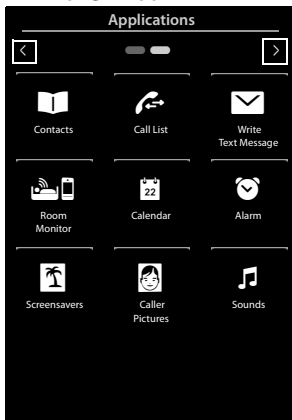 Applications
Contacts
Call List
Write
Text Message
Room
Monitor
22
Calendar
Alarm
Screensavers
Caller
Pictures
Sounds